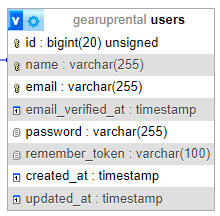 v gearuprental users
id : bigint(20) unsigned
name : varchar(255)
email : varchar(255)
email_verified_at : timestamp
password : varchar(255)
remember_token : varchar(100)
created_at : timestamp
updated_at : timestamp